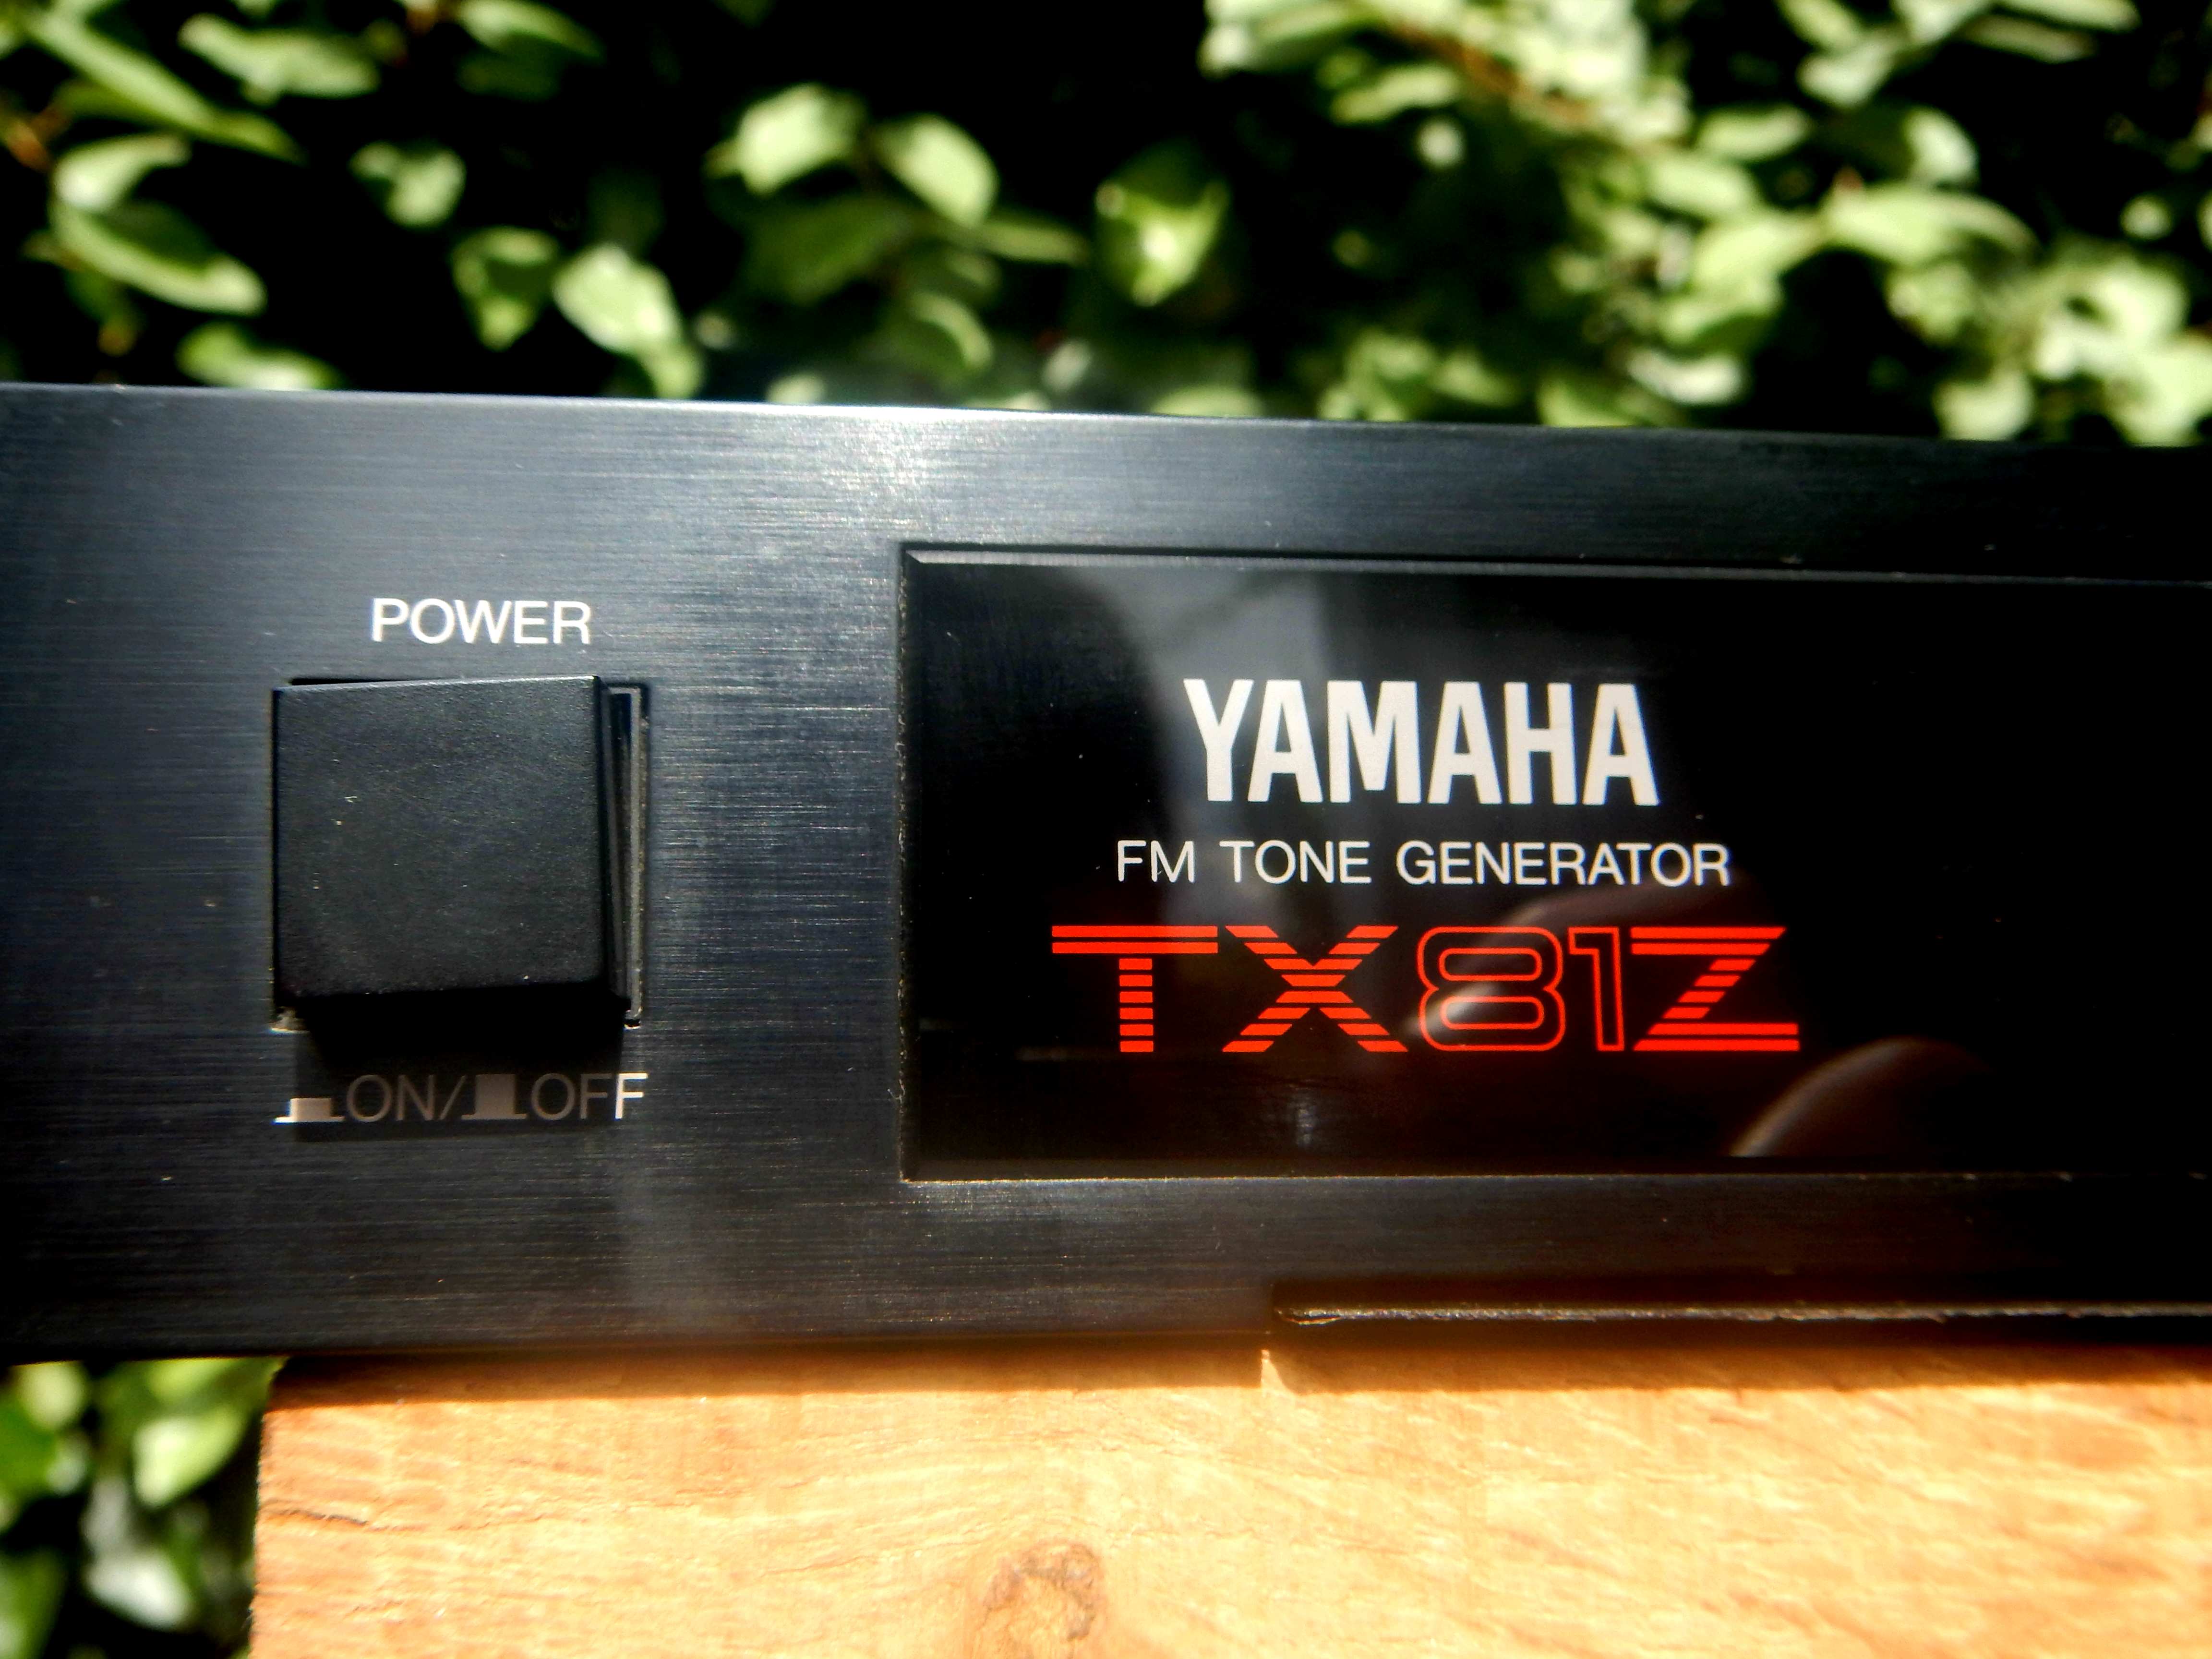 POWER
ON/OFF
YAMAHA
FM TONE GENERATOR
TX81Z